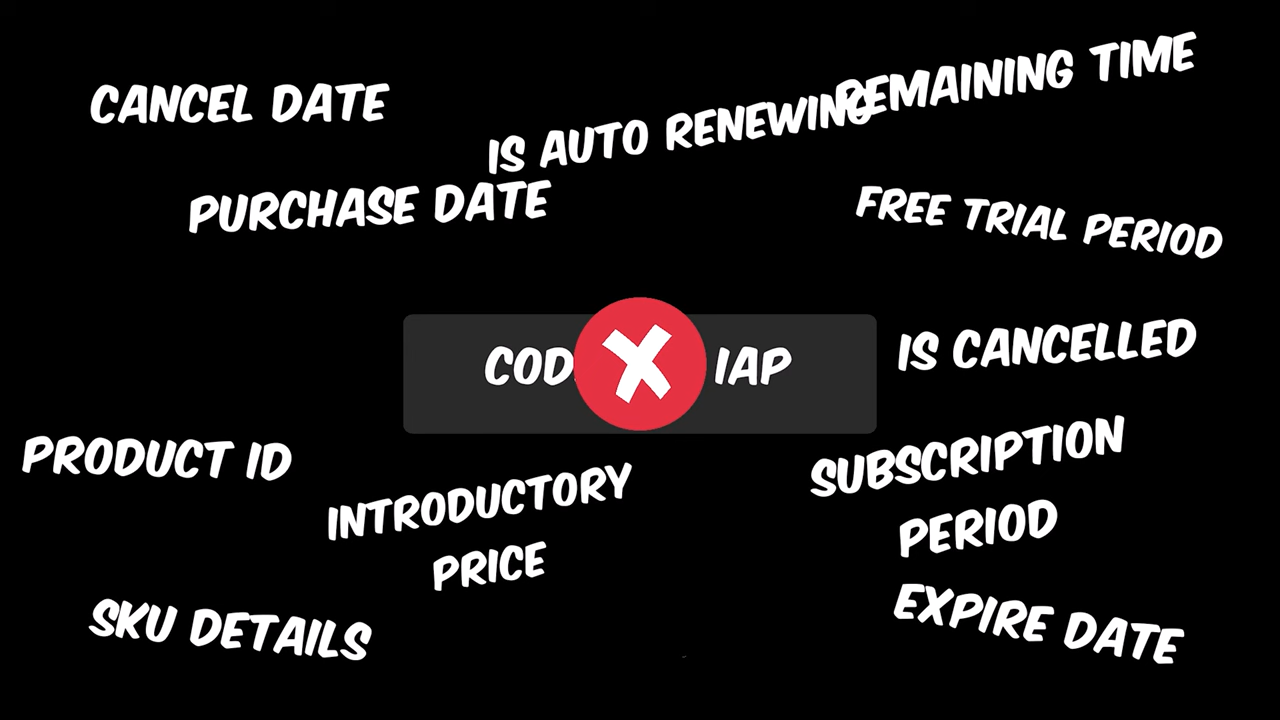 CANCEL DATE
IS AUTO RENEWING
REMAINING TIME
PURCHASE DATE
FREE TRIAL PERIOD
IS CANCELLED
IAP
PRODUCT ID
INTRODUCTORY
PRICE
SUBSCRIPTION
PERIOD
SKU DETAILS
EXPIRE DATE